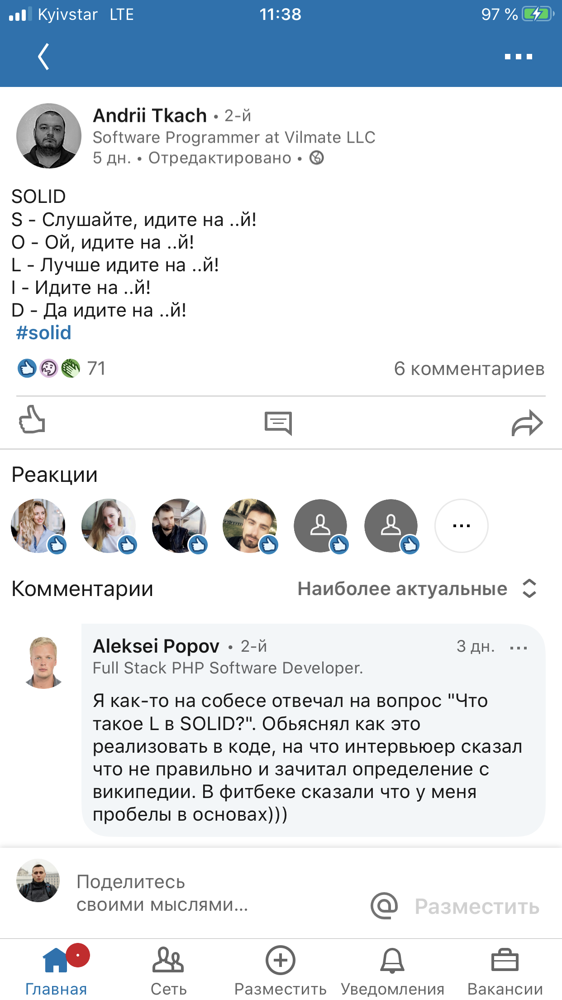 Kyivstar LTE 11:38 97 %
Andrii Tkach • 2-й
Software Programmer at Vilmate LLC
5 дн. • Отредактировано •
SOLID
S - Слушайте, идите на ..й!
O - Ой, идите на ..й!
L - Лучше идите на ..й!
I - Идите на ..й!
D - Да идите на ..й!
#solid
71 6 комментариев
Реакции
Комментарии Наиболее актуальные
Aleksei Popov • 2-й 3 дн.
Full Stack PHP Software Developer.
Я как-то на собесе отвечал на вопрос "Что
такое L в SOLID?". Обьяснял как это
реализовать в коде, на что интервьюер сказал
что не правильно и зачитал определение с
википедии. В фитбеке сказали что у меня
пробелы в основах)))
Поделитесь
своими мыслями...
@ Разместить
Главная Сеть Разместить Уведомления Вакансии